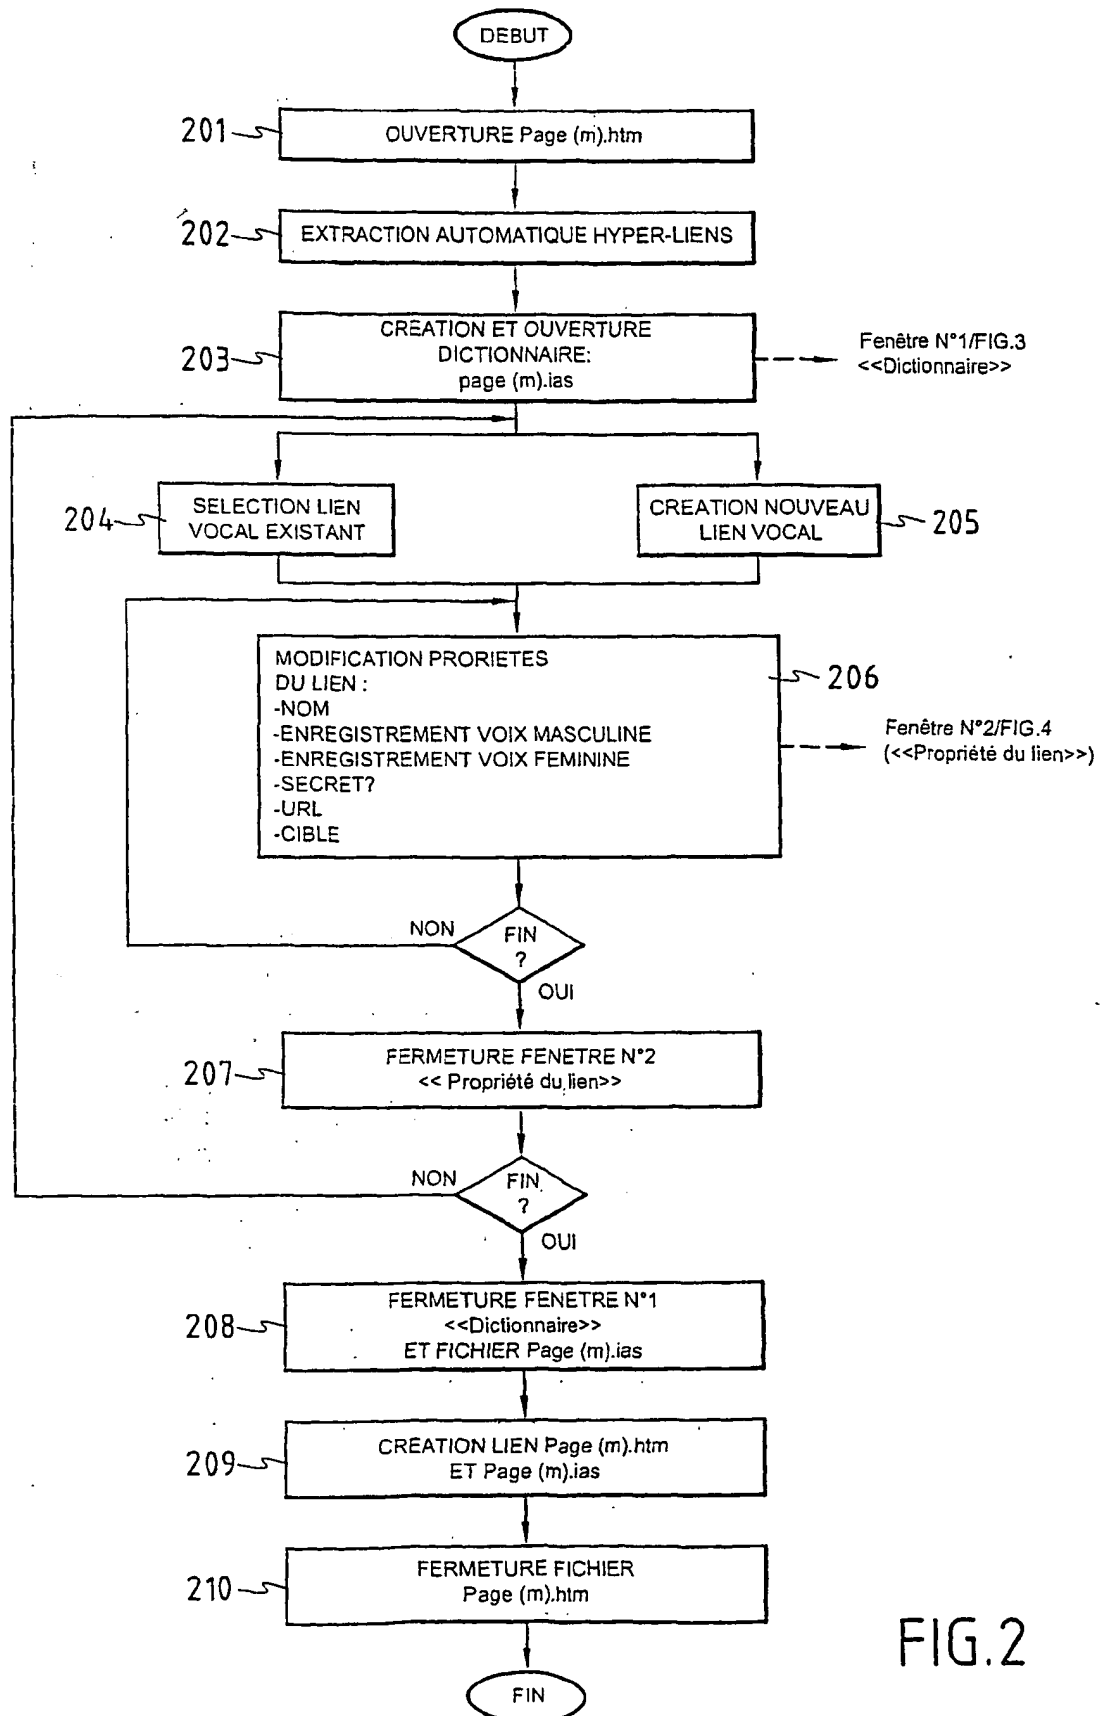 DEBUT
201
OUVERTURE Page (m).htm
202
EXTRACTION AUTOMATIQUE HYPER-LIENS
203
CREATION ET OUVERTURE
DICTIONNAIRE:
page (m).ias
Fenêtre N°1/FIG.3
<<Dictionnaire>>
204
SELECTION LIEN
VOCAL EXISTANT
CREATION NOUVEAU
LIEN VOCAL
205
MODIFICATION PRORIETES
DU LIEN :
-NOM
-ENREGISTREMENT VOIX MASCULINE
-ENREGISTREMENT VOIX FEMININE
-SECRET?
-URL
-CIBLE
206
Fenêtre N°2/FIG.4
(<<Propriété du lien>>)
NON
FIN
?
OUI
207
FERMETURE FENETRE N°2
<< Propriété du lien>>
NON
FIN
?
OUI
208
FERMETURE FENETRE N°1
<<Dictionnaire>>
ET FICHIER Page (m).ias
209
CREATION LIEN Page (m).htm
ET Page (m).ias
210
FERMETURE FICHIER
Page (m).htm
FIN
FIG.2